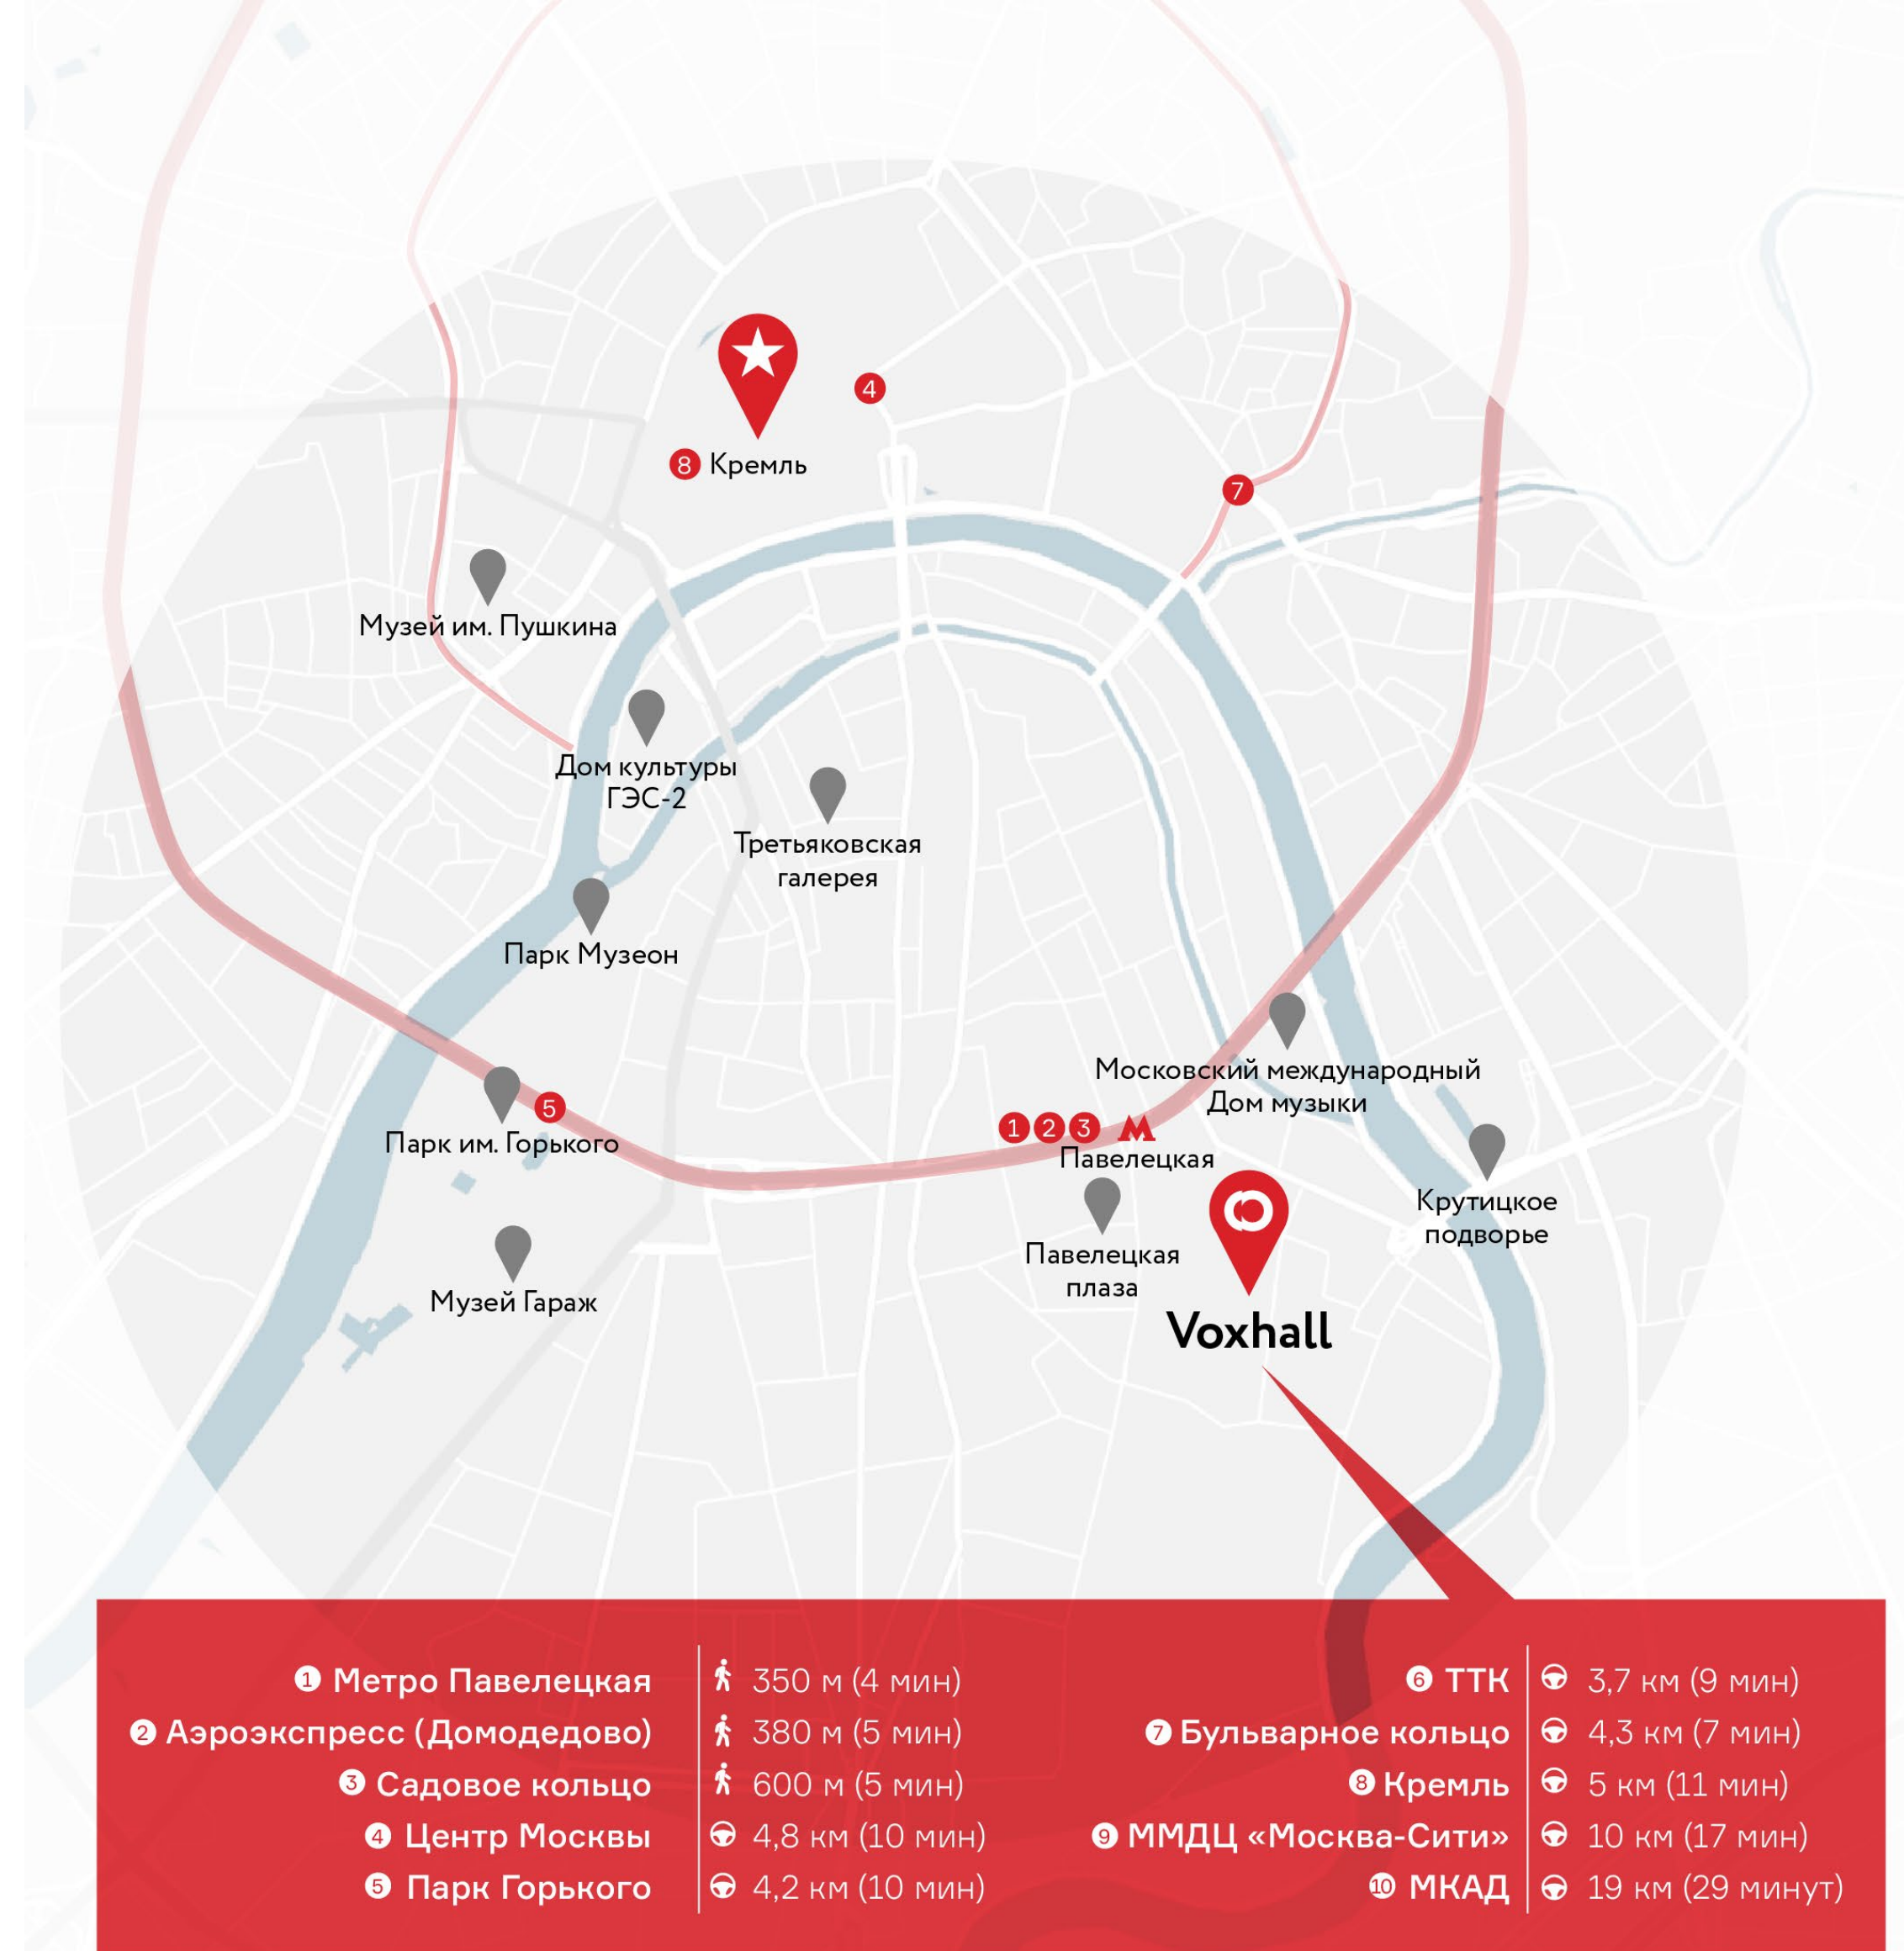 4
8 Кремль
7
Музей им. Пушкина
Дом культуры
ГЭС-2
Третьяковская
галерея
Парк Музеон
Московский международный
Дом музыки
5
Парк им. Горького
1 2 3 М
Павелецкая
Крутицкое
подворье
Павелецкая
плаза
Музей Гараж
Voxhall
1 Метро Павелецкая 350 м (4 мин)
2 Аэроэкспресс (Домодедово) 380 м (5 мин)
3 Садовое кольцо 600 м (5 мин)
4 Центр Москвы 4,8 км (10 мин)
5 Парк Горького 4,2 км (10 мин)
6 ТТК 3,7 км (9 мин)
7 Бульварное кольцо 4,3 км (7 мин)
8 Кремль 5 км (11 мин)
9 ММДЦ «Москва-Сити» 10 км (17 мин)
10 МКАД 19 км (29 минут)